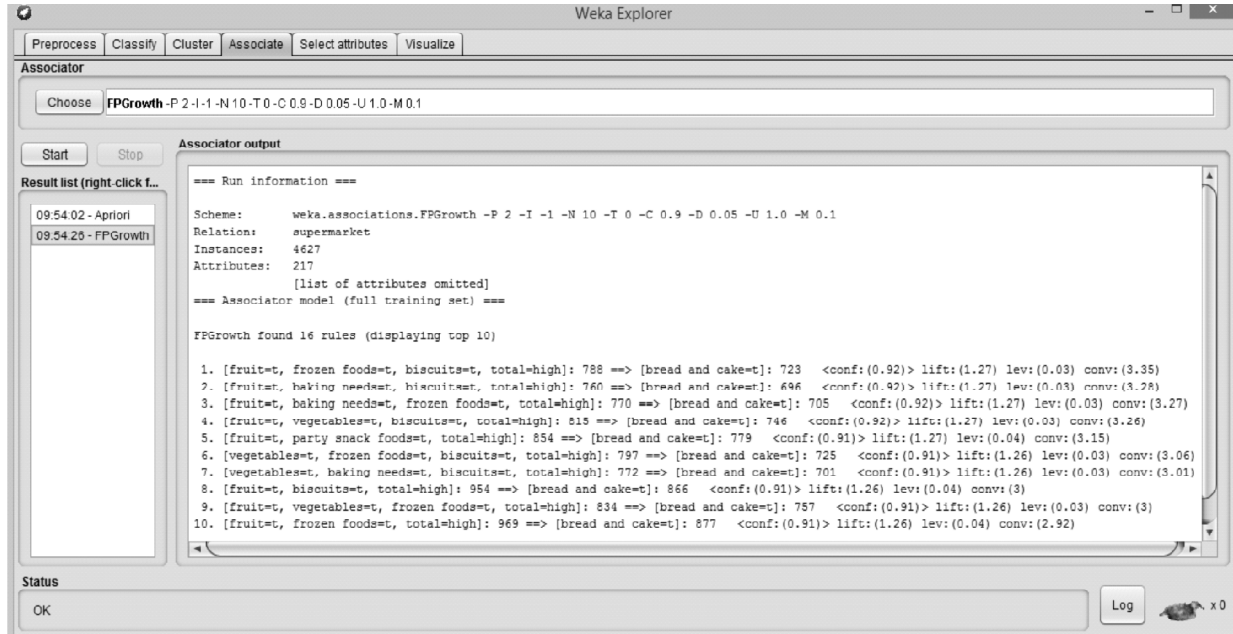 Weka Explorer
Preprocess Classify Cluster Associate Select attributes Visualize
Associator
Choose FPGrowth -P 2 -I -1 -N 10 -T 0 -C 0.9 -D 0.05 -U 1.0 -M 0.1
Start Stop
Result list (right-click f...
09:54:02 - Apriori
09:54:26 - FPGrowth
Associator output
=== Run information ===
Scheme: weka.associations.FPGrowth -P 2 -I -1 -N 10 -T 0 -C 0.9 -D 0.05 -U 1.0 -M 0.1
Relation: supermarket
Instances: 4627
Attributes: 217
[list of attributes omitted]
=== Associator model (full training set) ===
FPGrowth found 16 rules (displaying top 10)
1. [fruit=t, frozen foods=t, biscuits=t, total=high]: 788 ==> [bread and cake=t]: 723 <conf:(0.92)> lift:(1.27) lev:(0.03) conv:(3.35)
2. [fruit=t, baking needs=t, biscuits=t, total=high]: 760 ==> [bread and cake=t]: 696 <conf:(0.92)> lift:(1.27) lev:(0.03) conv:(3.28)
3. [fruit=t, baking needs=t, frozen foods=t, total=high]: 770 ==> [bread and cake=t]: 705 <conf:(0.92)> lift:(1.27) lev:(0.03) conv:(3.27)
4. [fruit=t, vegetables=t, biscuits=t, total=high]: 815 ==> [bread and cake=t]: 746 <conf:(0.92)> lift:(1.27) lev:(0.03) conv:(3.26)
5. [fruit=t, party snack foods=t, total=high]: 854 ==> [bread and cake=t]: 779 <conf:(0.91)> lift:(1.27) lev:(0.04) conv:(3.15)
6. [vegetables=t, frozen foods=t, biscuits=t, total=high]: 797 ==> [bread and cake=t]: 725 <conf:(0.91)> lift:(1.26) lev:(0.03) conv:(3.06)
7. [vegetables=t, baking needs=t, biscuits=t, total=high]: 772 ==> [bread and cake=t]: 701 <conf:(0.91)> lift:(1.26) lev:(0.03) conv:(3.01)
8. [fruit=t, biscuits=t, total=high]: 954 ==> [bread and cake=t]: 866 <conf:(0.91)> lift:(1.26) lev:(0.04) conv:(3)
9. [fruit=t, vegetables=t, frozen foods=t, total=high]: 834 ==> [bread and cake=t]: 757 <conf:(0.91)> lift:(1.26) lev:(0.03) conv:(3)
10. [fruit=t, frozen foods=t, total=high]: 969 ==> [bread and cake=t]: 877 <conf:(0.91)> lift:(1.26) lev:(0.04) conv:(2.92)
Status
OK
Log
x 0